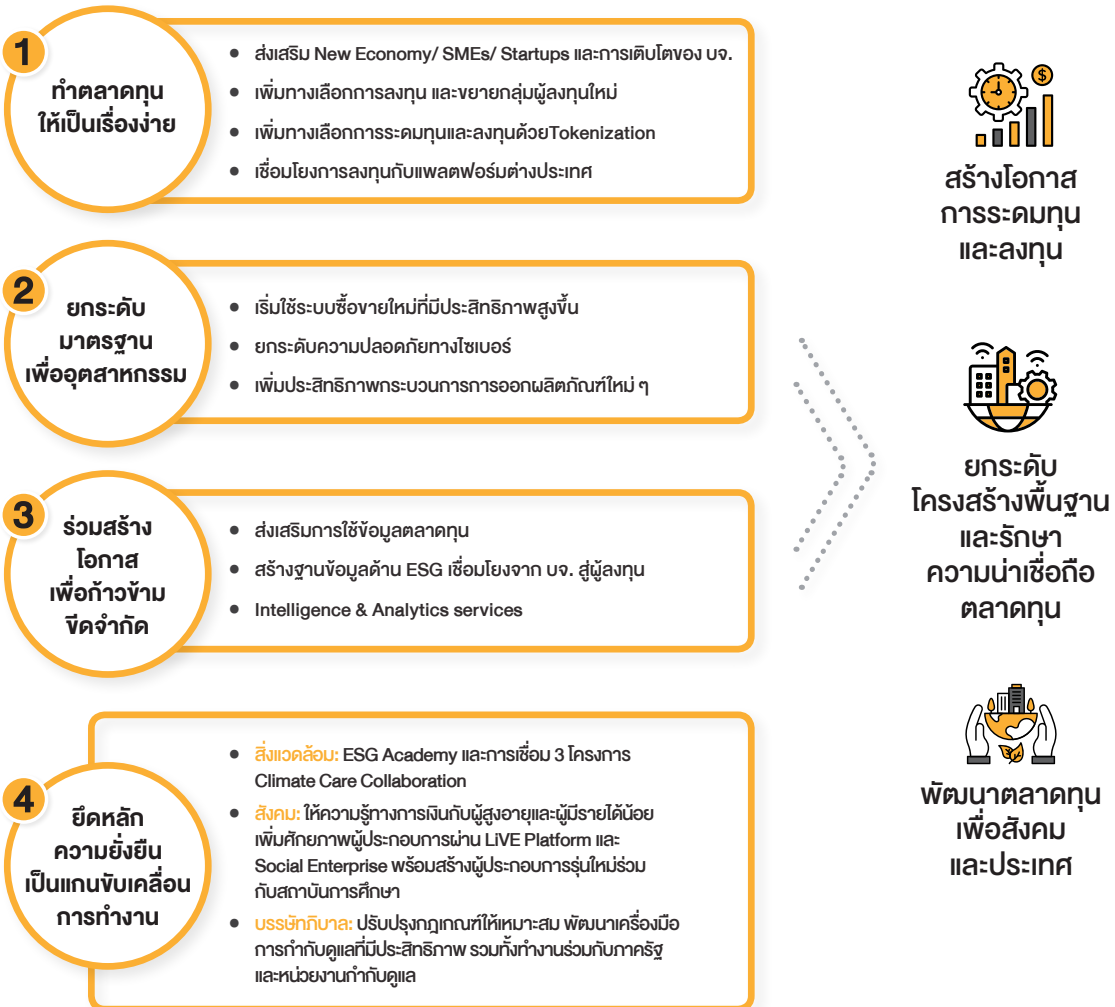 1
ทำตลาดทุน
ให้เป็นเรื่องง่าย
• ส่งเสริม New Economy/ SMEs/ Startups และการเติบโตของ บจ.
• เพิ่มทางเลือกการลงทุน และขยายกลุ่มผู้ลงทุนใหม่
• เพิ่มทางเลือกการระดมทุนและลงทุนด้วยTokenization
• เชื่อมโยงการลงทุนกับแพลตฟอร์มต่างประเทศ
2
ยกระดับ
มาตรฐาน
เพื่ออุตสาหกรรม
• เริ่มใช้ระบบซื้อขายใหม่ที่มีประสิทธิภาพสูงขึ้น
• ยกระดับความปลอดภัยทางไซเบอร์
• เพิ่มประสิทธิภาพกระบวนการการออกผลิตภัณฑ์ใหม่ ๆ
3
ร่วมสร้าง
โอกาส
เพื่อก้าวข้าม
ขีดจำกัด
• ส่งเสริมการใช้ข้อมูลตลาดทุน
• สร้างฐานข้อมูลด้าน ESG เชื่อมโยงจาก บจ. สู่ผู้ลงทุน
• Intelligence & Analytics services
4
ยึดหลัก
ความยั่งยืน
เป็นแกนขับเคลื่อน
การทำงาน
• สิ่งแวดล้อม: ESG Academy และการเชื่อม 3 โครงการ
Climate Care Collaboration
• สังคม: ให้ความรู้ทางการเงินกับผู้สูงอายุและผู้มีรายได้น้อย
เพิ่มศักยภาพผู้ประกอบการผ่าน LiVE Platform และ
Social Enterprise พร้อมสร้างผู้ประกอบการรุ่นใหม่ร่วม
กับสถาบันการศึกษา
• บรรษัทภิบาล: ปรับปรุงกฎเกณฑ์ให้เหมาะสม พัฒนาเครื่องมือ
การกำกับดูแลที่มีประสิทธิภาพ รวมทั้งทำงานร่วมกับภาครัฐ
และหน่วยงานกำกับดูแล
สร้างโอกาส
การระดมทุน
และลงทุน
ยกระดับ
โครงสร้างพื้นฐาน
และรักษา
ความน่าเชื่อถือ
ตลาดทุน
พัฒนาตลาดทุน
เพื่อสังคม
และประเทศ